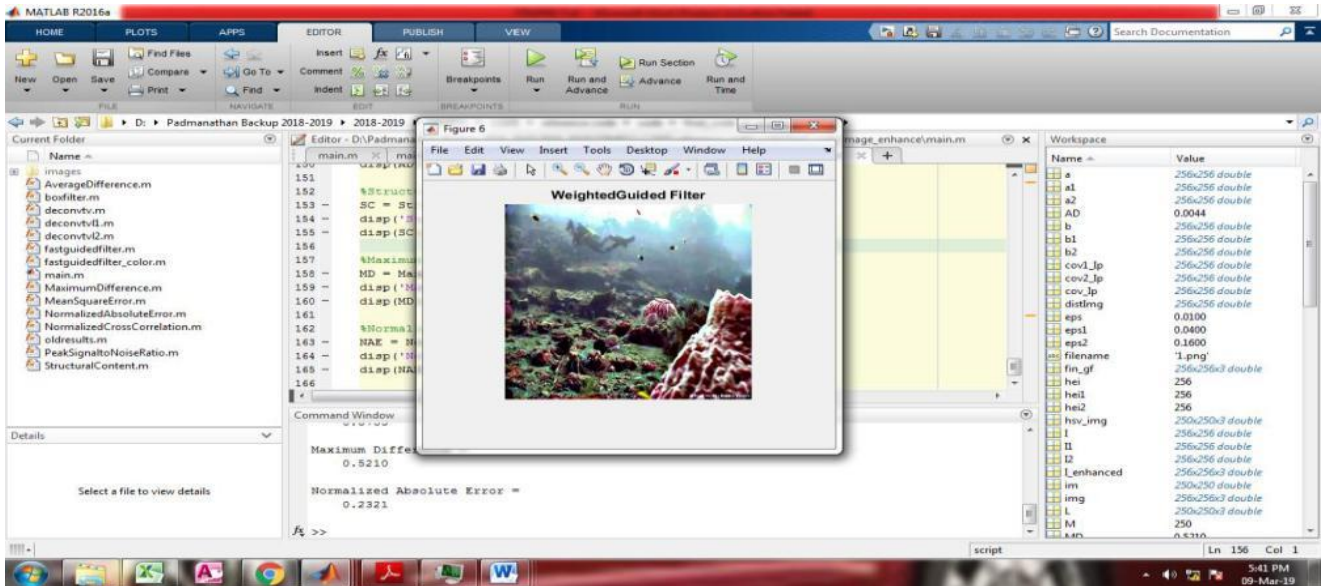 MATLAB R2016a
HOME PLOTS APPS EDITOR PUBLISH VIEW Search Documentation
New Open Save Find Files Compare Print Go To Find Insert Comment Indent fx Breakpoints Run Run and Advance Run Section Advance Run and Time
FILE NAVIGATE EDIT BREAKPOINTS RUN
D: Padmanathan Backup 2018-2019 2018-2019
Current Folder
Name
images
AverageDifference.m
boxfilter.m
deconvtv.m
deconvtvl1.m
deconvtvl2.m
fastguidedfilter.m
fastguidedfilter_color.m
main.m
MaximumDifference.m
MeanSquareError.m
NormalizedAbsoluteError.m
NormalizedCrossCorrelation.m
oldresults.m
PeakSignaltoNoiseRatio.m
StructuralContent.m
Details
Select a file to view details
Editor - D:\Padmana
mage_enhance\main.m
main.m mai
151
152 %Struct
153 - SC = St
154 - disp('S
155 - disp(SC
156
157 %Maximu
158 - MD = Ma
159 - disp('M
160 - disp(MD
161
162 %Normal
163 - NAE = N
164 - disp('N
165 - disp(NA
166
Figure 6
File Edit View Insert Tools Desktop Window Help
WeightedGuided Filter
Command Window
Maximum Diffe
0.5210
Normalized Absolute Error =
0.2321
fx >>
Workspace
Name Value
a 256x256 double
a1 256x256 double
a2 256x256 double
AD 0.0044
b 256x256 double
b1 256x256 double
b2 256x256 double
cov1_Ip 256x256 double
cov2_Ip 256x256 double
cov_Ip 256x256 double
distImg 256x256 double
eps 0.0100
eps1 0.0400
eps2 0.1600
filename '1.png'
fin_gf 256x256x3 double
hei 256
hei1 256
hei2 256
hsv_img 250x250x3 double
I 256x256 double
I1 256x256 double
I2 256x256 double
I_enhanced 256x256x3 double
im 250x250 double
img 256x256x3 double
L 250x250x3 double
M 250
MD 0.5210
script Ln 156 Col 1
5:41 PM
09-Mar-19